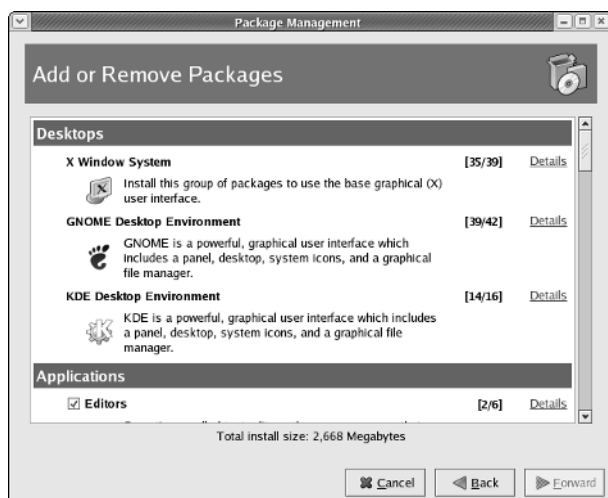 Package Management
Add or Remove Packages
Desktops
X Window System [35/39] Details
Install this group of packages to use the base graphical (X)
user interface.
GNOME Desktop Environment [39/42] Details
GNOME is a powerful, graphical user interface which
includes a panel, desktop, system icons, and a graphical
file manager.
KDE Desktop Environment [14/16] Details
KDE is a powerful, graphical user interface which includes
a panel, desktop, system icons, and a graphical file
manager.
Applications
Editors [2/6] Details
Total install size: 2,668 Megabytes
Cancel Back Forward